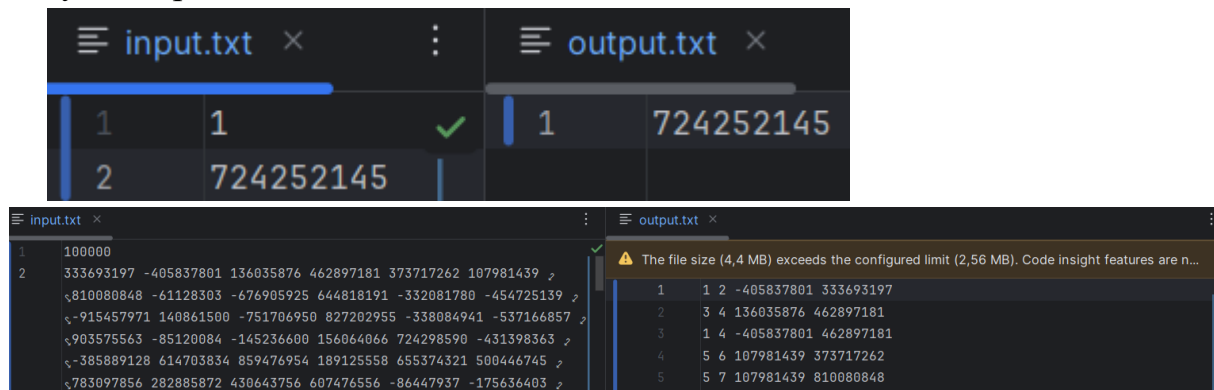 input.txt × output.txt ×
1 1 1 724252145
2 724252145
input.txt × output.txt ×
1 100000 The file size (4,4 MB) exceeds the configured limit (2,56 MB). Code insight features are n...
2 333693197 -405837801 136035876 462897181 373717262 107981439 1 1 2 -405837801 333693197
810080848 -61128303 -676905925 644818191 -332081780 -454725139 2 3 4 136035876 462897181
-915457971 140861500 -751706950 827202955 -338084941 -537166857 3 1 4 -405837801 462897181
903575563 -85120084 -145236600 156064066 724298590 -431398363 4 5 6 107981439 373717262
-385889128 614703834 859476954 189125558 655374321 500446745 5 5 7 107981439 810080848
783097856 282885872 430643756 607476556 -86447937 -175636403